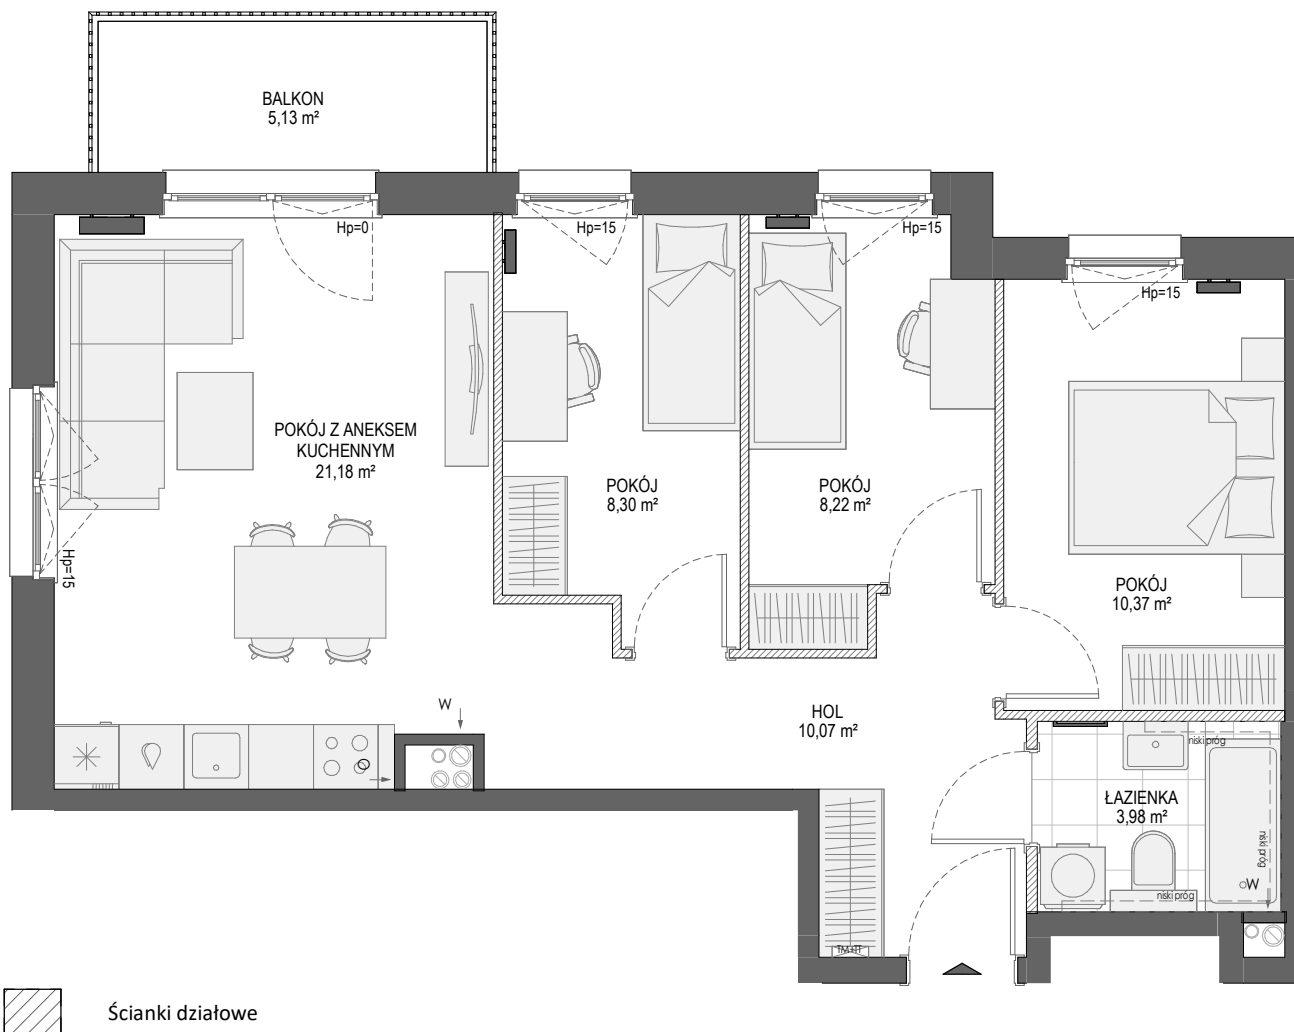 BALKON
5,13 m²
Hp=0
Hp=15
Hp=15
Hp=15
POKÓJ Z ANEKSEM
KUCHENNYM
21,18 m²
POKÓJ
8,30 m²
POKÓJ
8,22 m²
Hp=15
POKÓJ
10,37 m²
W
HOL
10,07 m²
niski próg
ŁAZIENKA
3,98 m²
niski próg
W
niski próg
TM+IT
Ścianki działowe